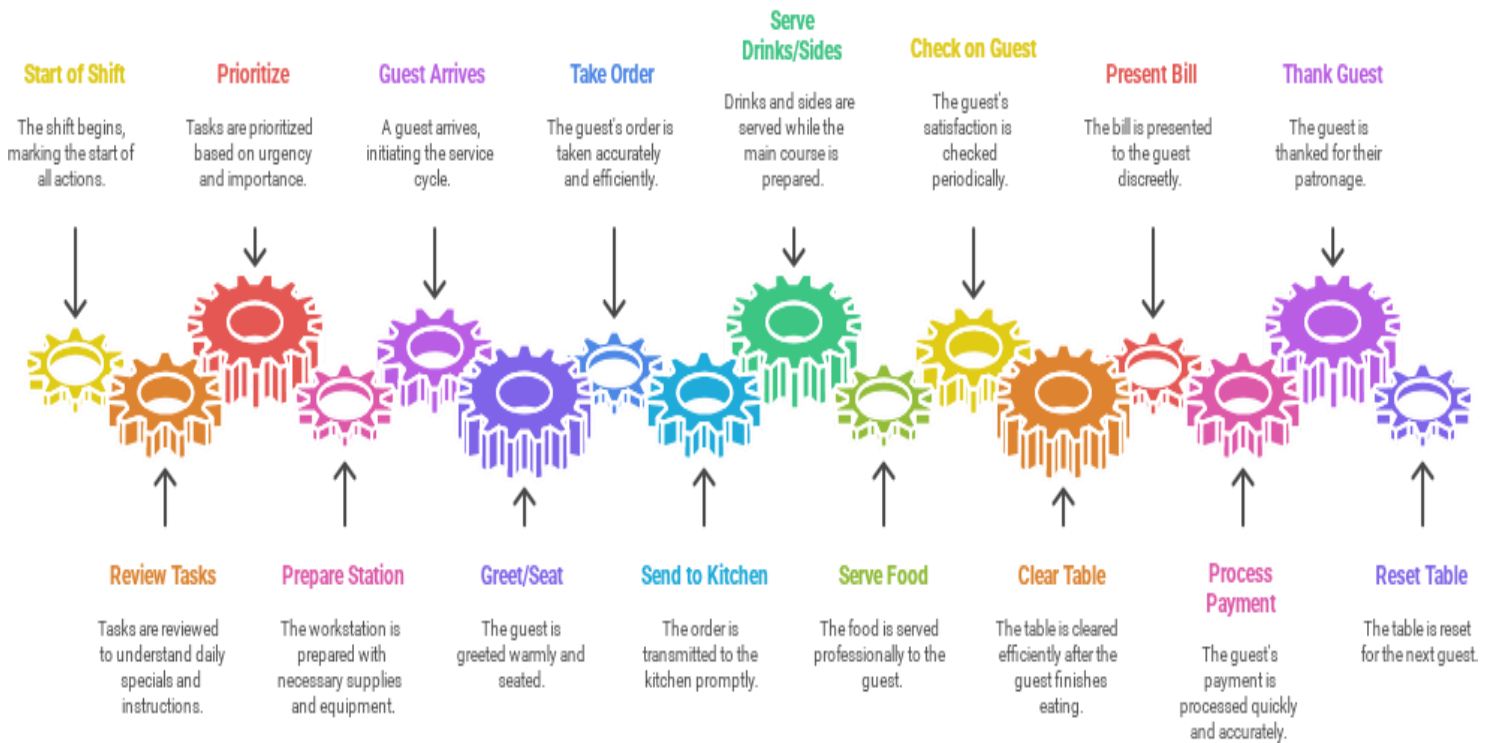 Start of Shift
The shift begins,
marking the start of
all actions.
Prioritize
Tasks are prioritized
based on urgency
and importance.
Guest Arrives
A guest arrives,
initiating the service
cycle.
Take Order
The guest's order is
taken accurately
and efficiently.
Serve
Drinks/Sides
Drinks and sides are
served while the
main course is
prepared.
Check on Guest
The guest's
satisfaction is
checked
periodically.
Present Bill
The bill is presented
to the guest
discreetly.
Thank Guest
The guest is
thanked for their
patronage.
Review Tasks
Tasks are reviewed
to understand daily
specials and
instructions.
Prepare Station
The workstation is
prepared with
necessary supplies
and equipment.
Greet/Seat
The guest is
greeted warmly and
seated.
Send to Kitchen
The order is
transmitted to the
kitchen promptly.
Serve Food
The food is served
professionally to the
guest.
Clear Table
The table is cleared
efficiently after the
guest finishes
eating.
Process
Payment
The guest's
payment is
processed quickly
and accurately.
Reset Table
The table is reset
for the next guest.